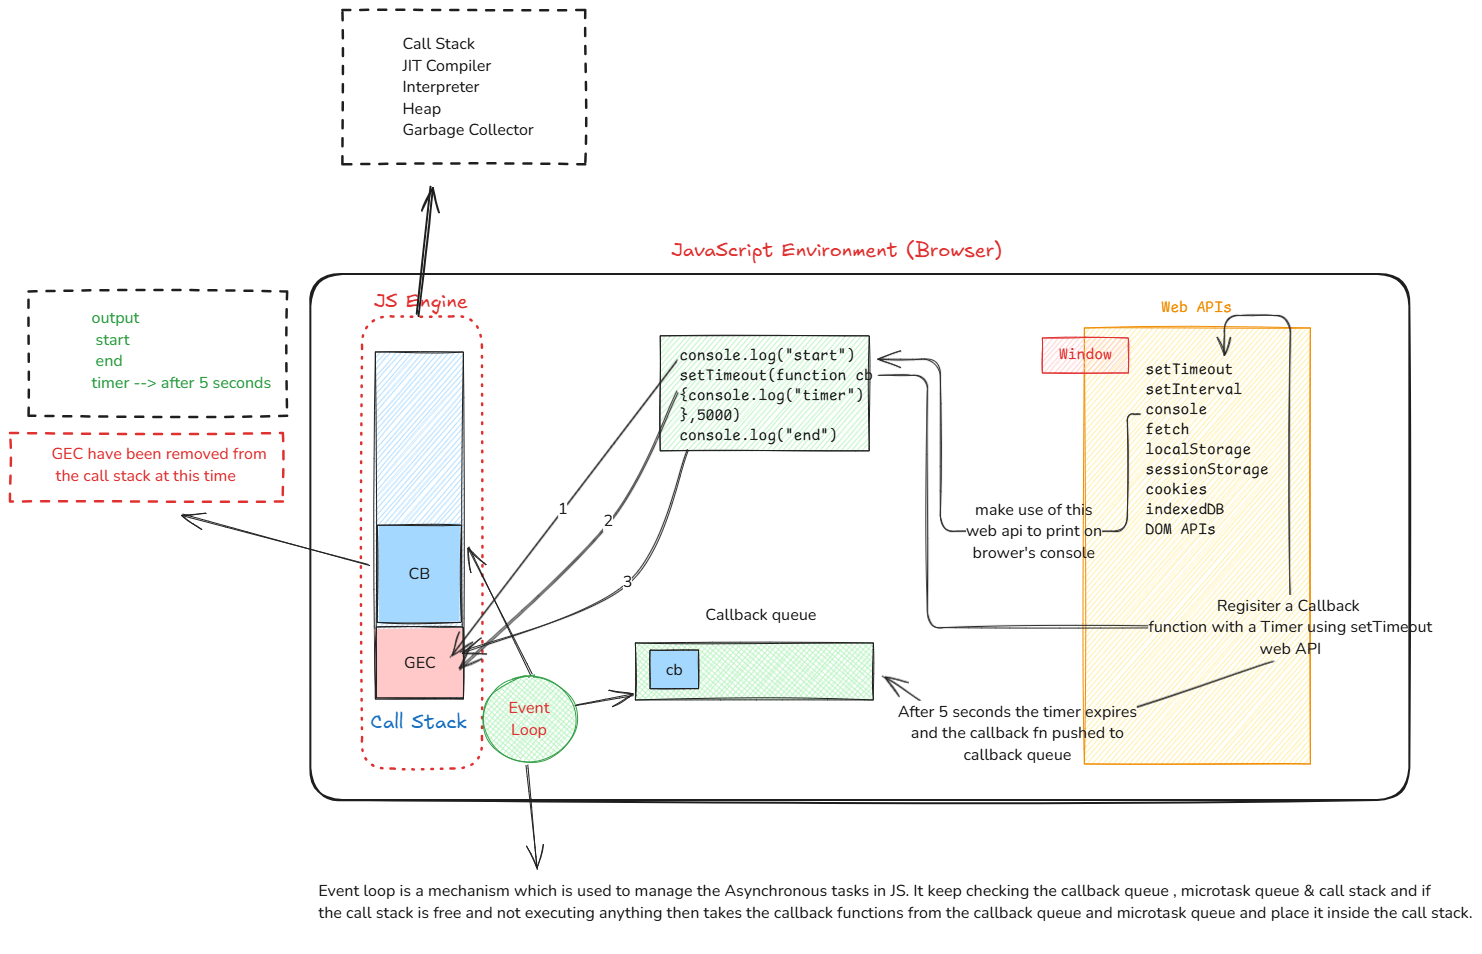 Call Stack
JIT Compiler
Interpreter
Heap
Garbage Collector
JavaScript Environment (Browser)
output
start
end
timer --> after 5 seconds
GEC have been removed from
the call stack at this time
JS Engine
CB
GEC
Call Stack
console.log("start")
setTimeout(function cb
{console.log("timer")
},5000)
console.log("end")
1
2
3
Web APIs
Window
setTimeout
setInterval
console
fetch
localStorage
sessionStorage
cookies
indexedDB
DOM APIs
make use of this
web api to print on
brower's console
Callback queue
cb
Regisiter a Callback
function with a Timer using setTimeout
web API
After 5 seconds the timer expires
and the callback fn pushed to
callback queue
Event
Loop
Event loop is a mechanism which is used to manage the Asynchronous tasks in JS. It keep checking the callback queue , microtask queue & call stack and if
the call stack is free and not executing anything then takes the callback functions from the callback queue and microtask queue and place it inside the call stack.